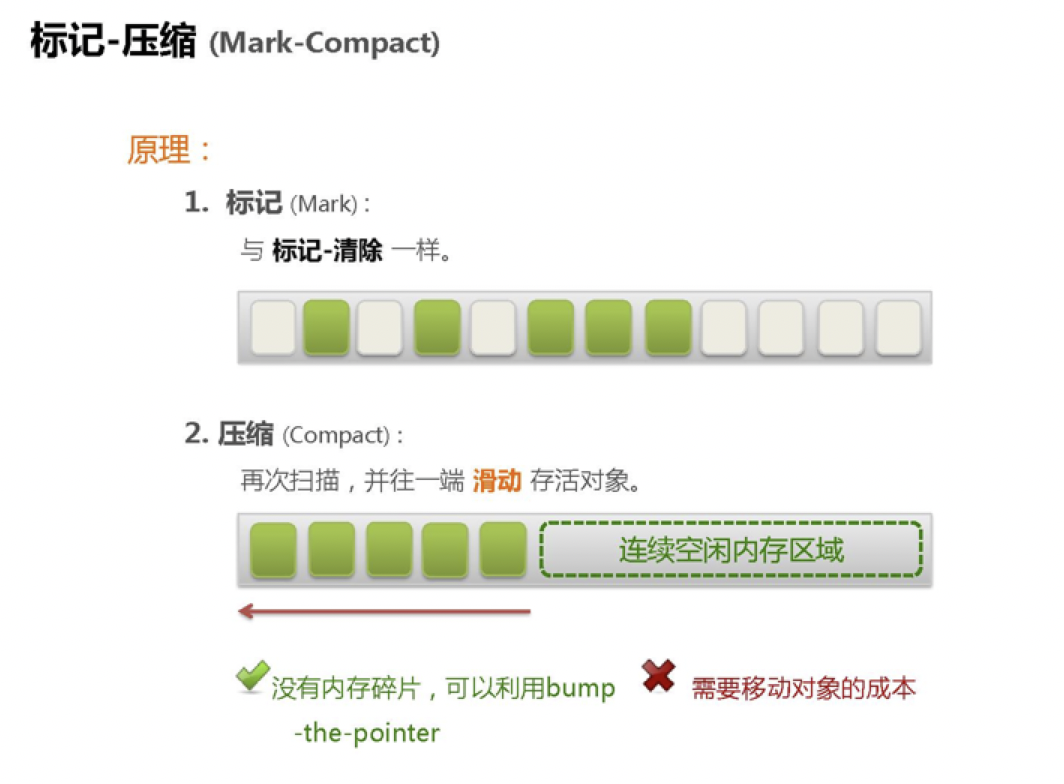 标记-压缩 (Mark-Compact)
原理：
1. 标记 (Mark)：
与 标记-清除 一样。
2. 压缩 (Compact)：
再次扫描，并往一端 滑动 存活对象。
连续空闲内存区域
没有内存碎片，可以利用bump
-the-pointer
需要移动对象的成本